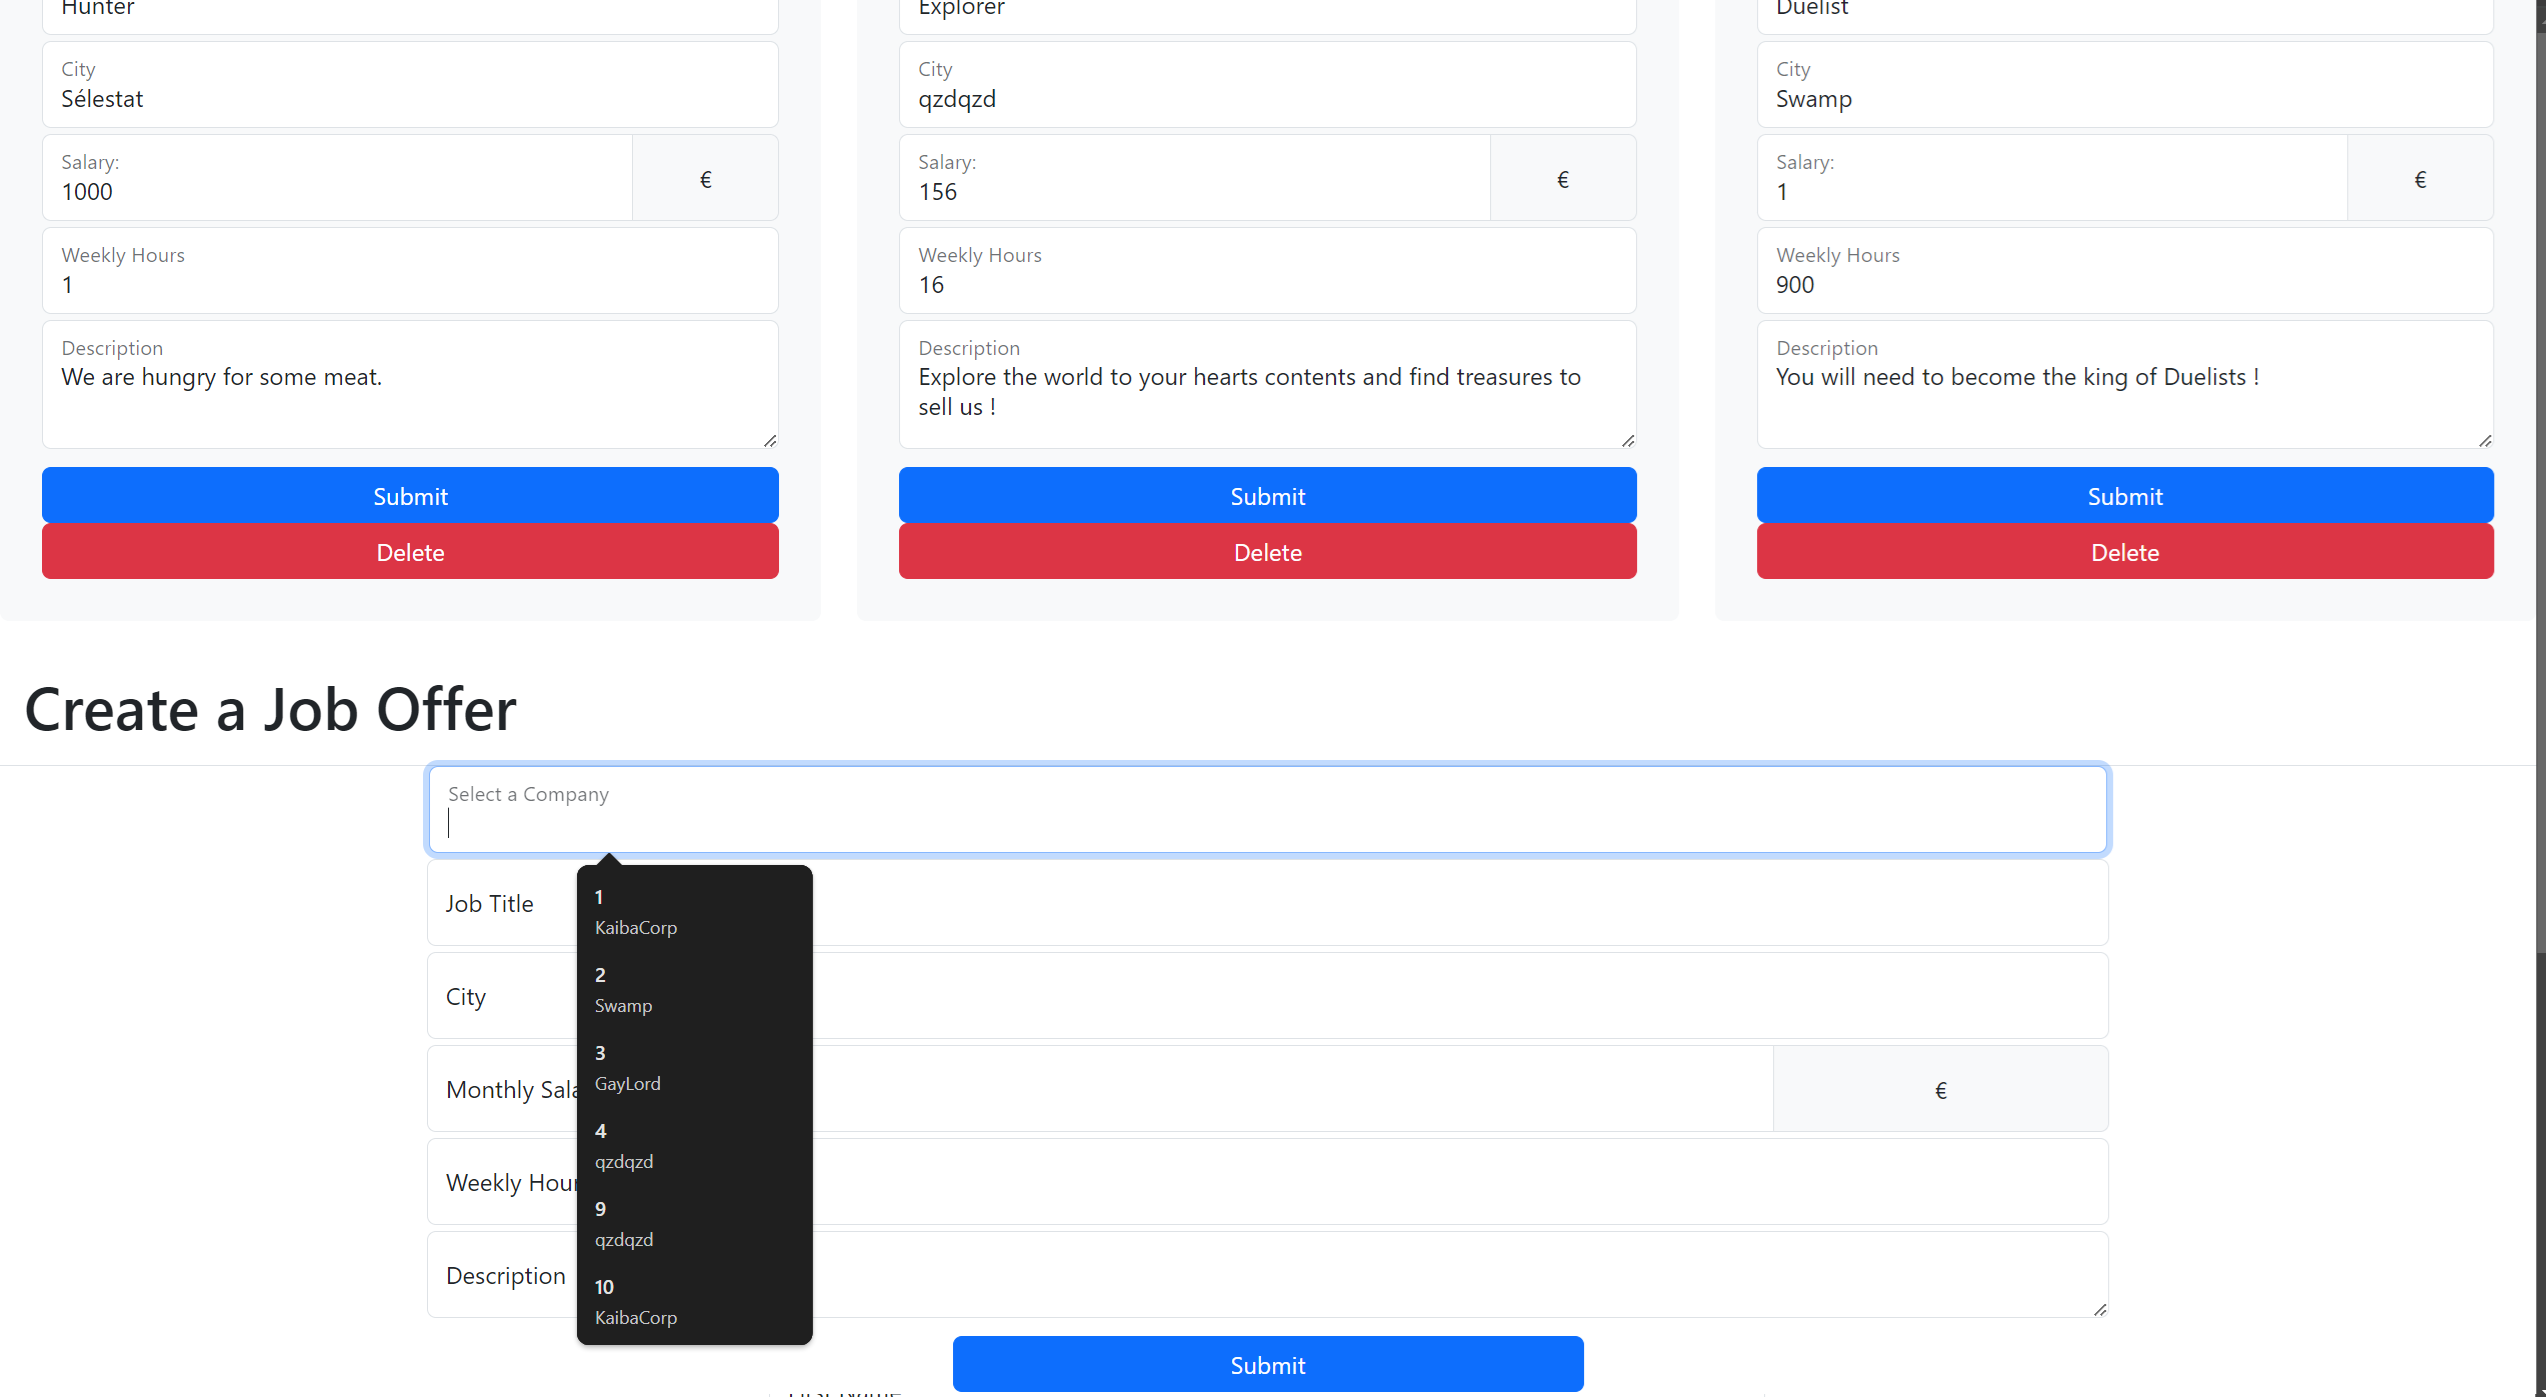 Hunter
City
Sélestat
Salary:
1000
€
Weekly Hours
1
Description
We are hungry for some meat.
Submit
Delete
Explorer
City
qzdqzd
Salary:
156
€
Weekly Hours
16
Description
Explore the world to your hearts contents and find treasures to
sell us !
Submit
Delete
Duelist
City
Swamp
Salary:
1
€
Weekly Hours
900
Description
You will need to become the king of Duelists !
Submit
Delete
Create a Job Offer
Select a Company
Job Title
City
Monthly Sala
€
Weekly Hour
Description
1
KaibaCorp
2
Swamp
3
GayLord
4
qzdqzd
9
qzdqzd
10
KaibaCorp
Submit